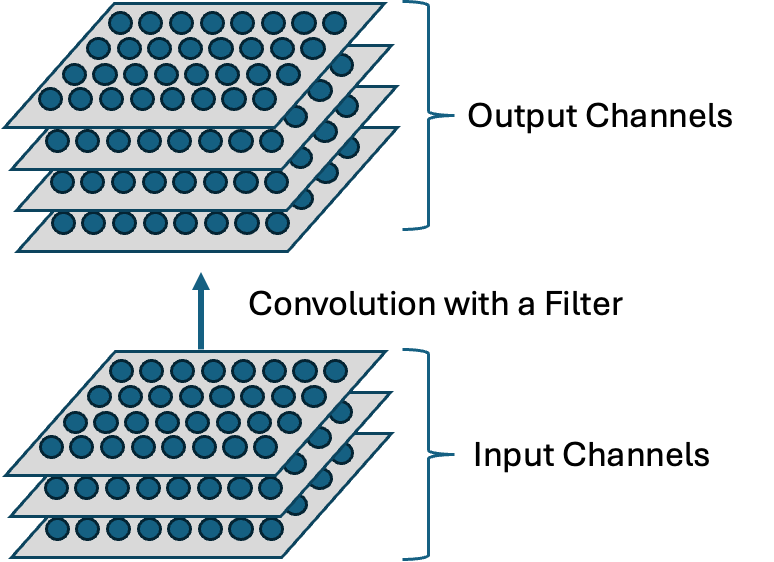 Output Channels
Convolution with a Filter
Input Channels